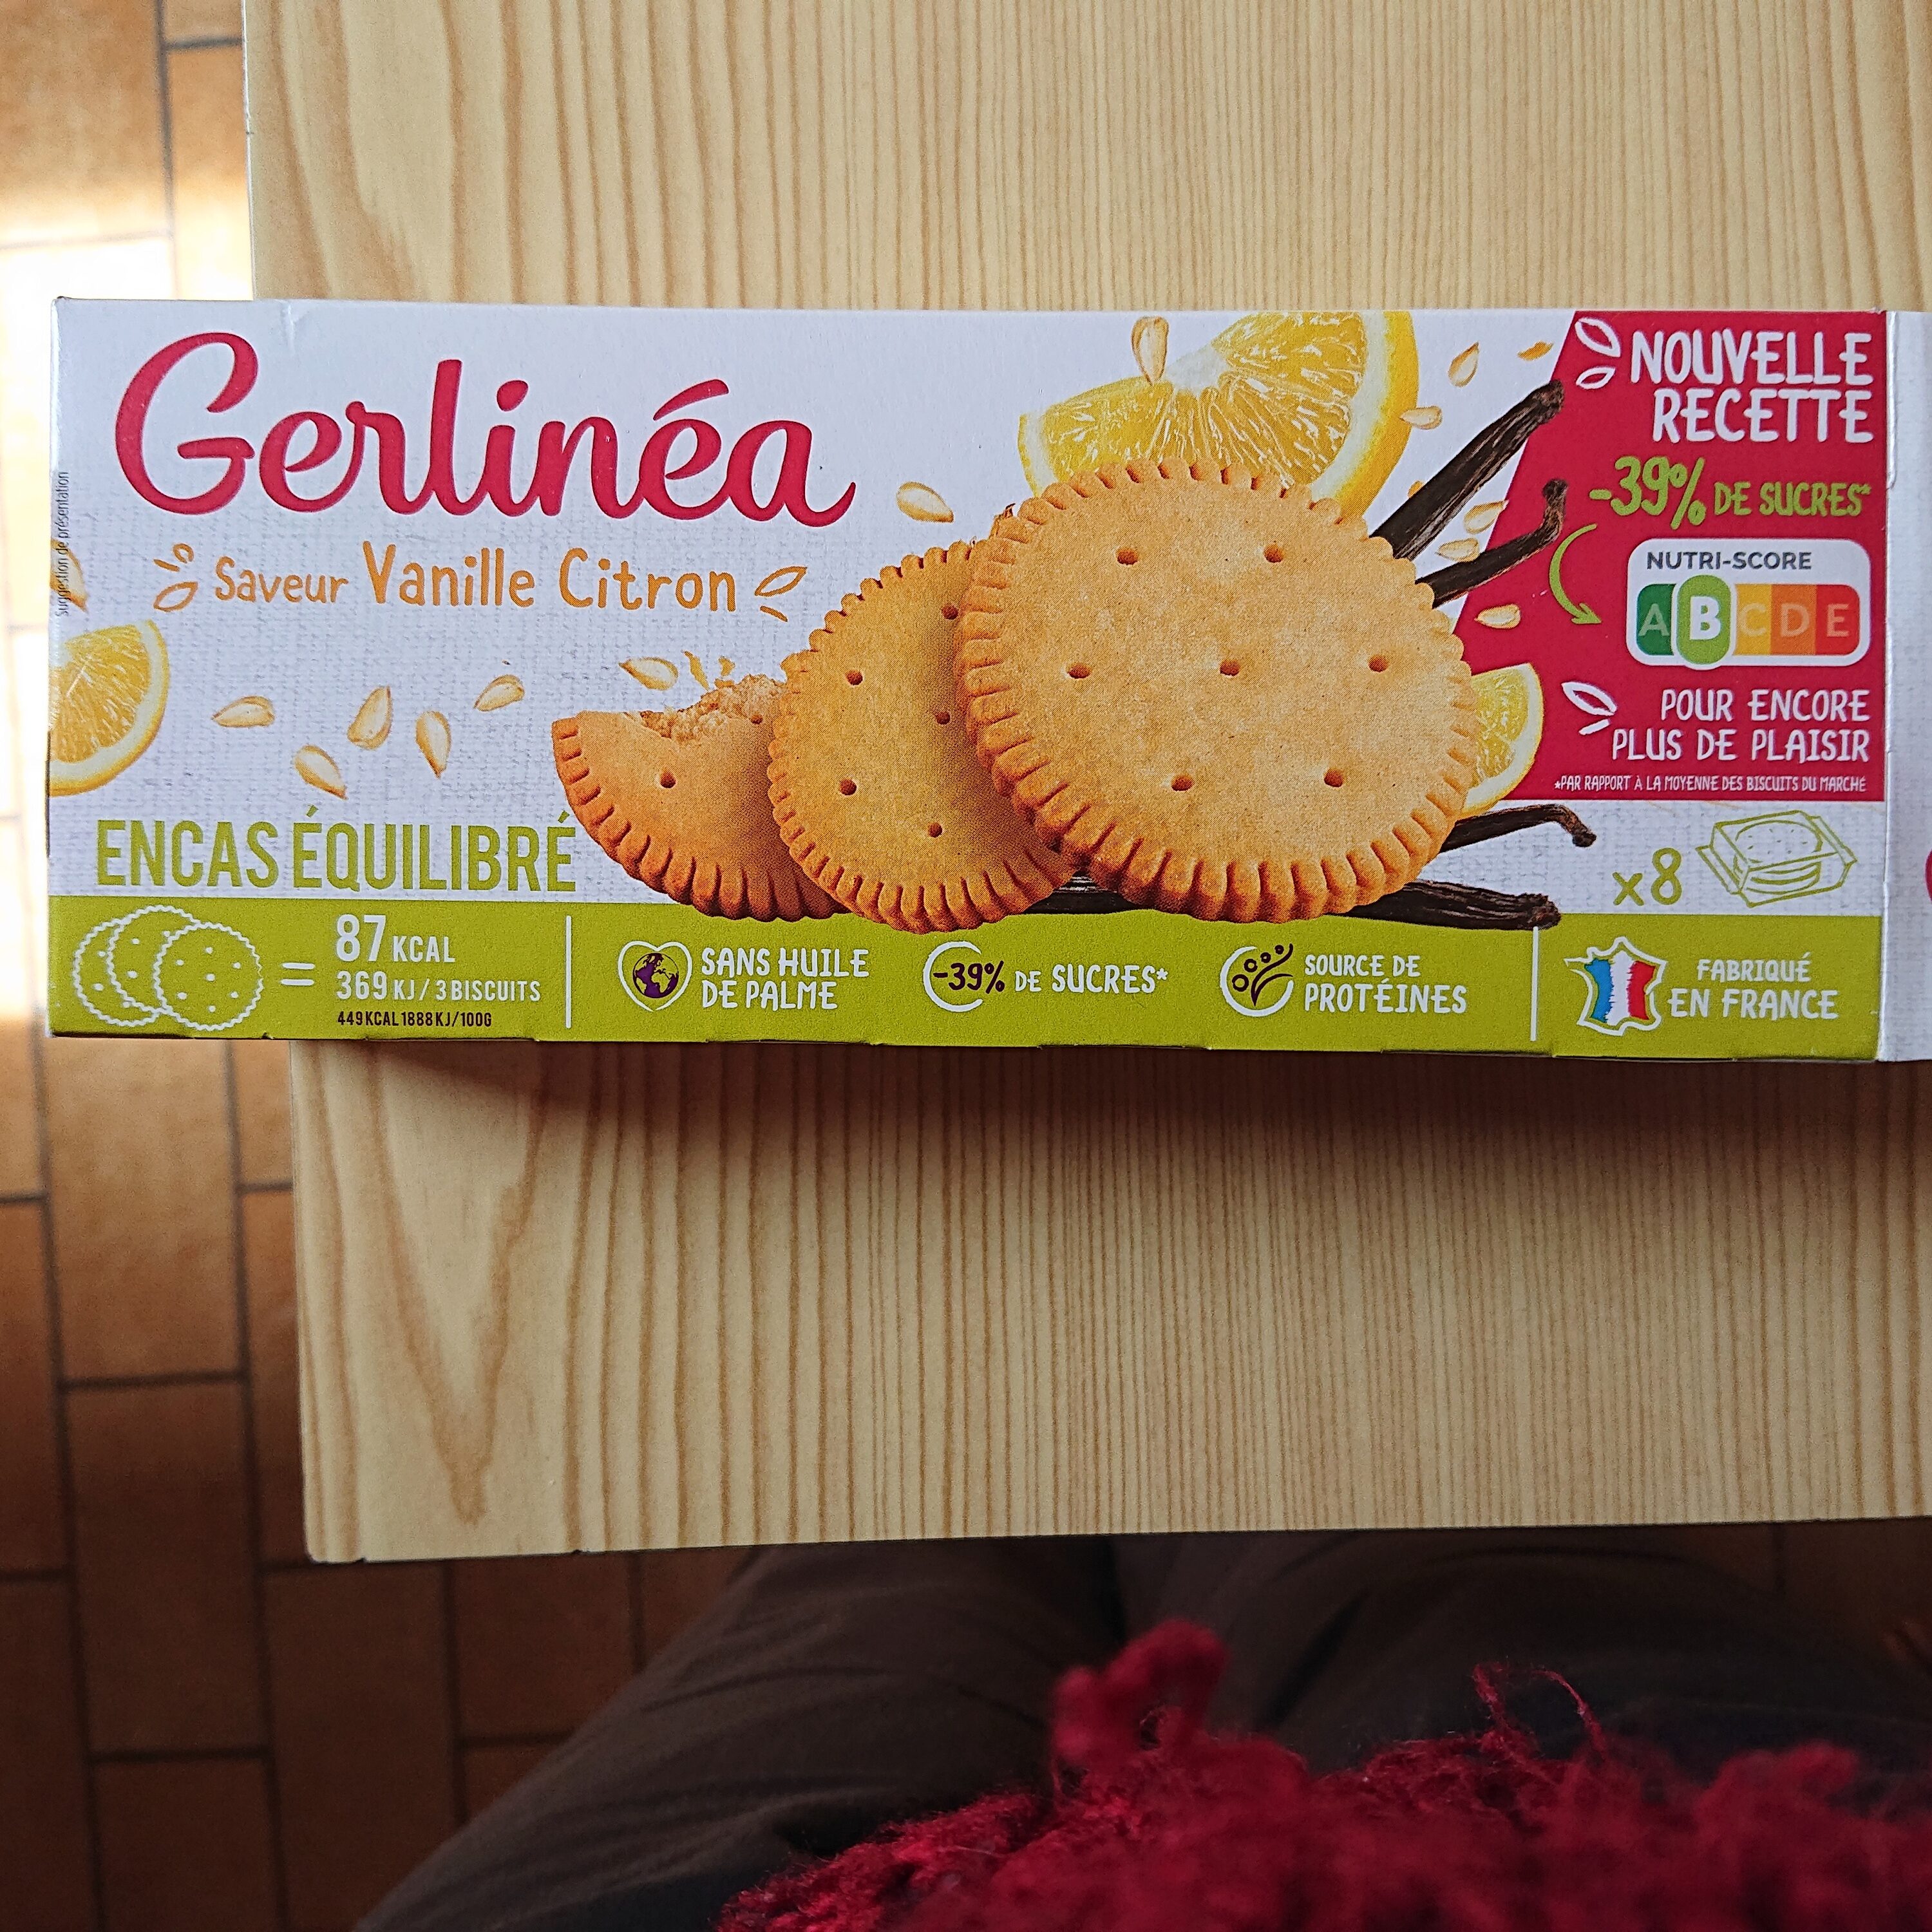 Gerlinéa
Saveur Vanille Citron
suggestion de présentation
ENCAS ÉQUILIBRÉ
NOUVELLE
RECETTE
-39% DE SUCRES*
NUTRI-SCORE
A B C D E
POUR ENCORE
PLUS DE PLAISIR
*PAR RAPPORT À LA MOYENNE DES BISCUITS DU MARCHÉ
x8
= 87 KCAL
369 KJ / 3 BISCUITS
449 KCAL 1888 KJ/100G
SANS HUILE
DE PALME
-39% DE SUCRES*
SOURCE DE
PROTÉINES
FABRIQUÉ
EN FRANCE